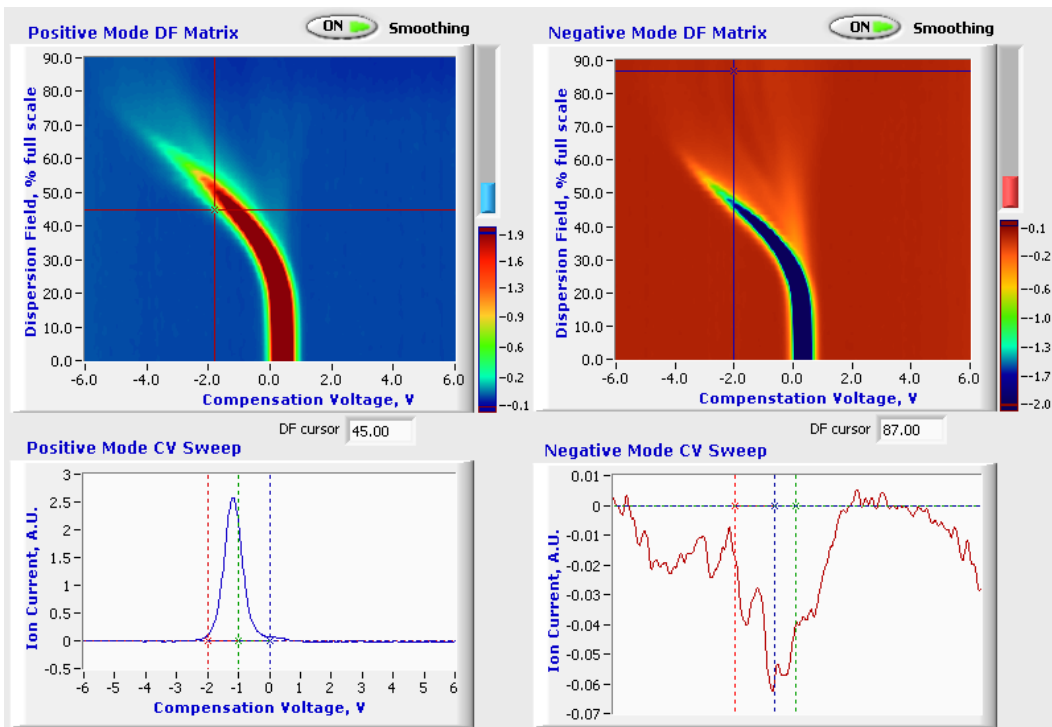 Positive Mode DF Matrix
ON
Smoothing
90.0
80.0
70.0
60.0
50.0
40.0
30.0
20.0
10.0
0.0
Dispersion Field, % full scale
-6.0 -4.0 -2.0 0.0 2.0 4.0 6.0
Compensation Voltage, V
-1.9
-1.6
-1.3
-0.9
-0.6
-0.2
--0.1
DF cursor 45.00
Negative Mode DF Matrix
ON
Smoothing
90.0
80.0
70.0
60.0
50.0
40.0
30.0
20.0
10.0
0.0
Dispersion Field, % full scale
-6.0 -4.0 -2.0 0.0 2.0 4.0 6.0
Compenstation Voltage, V
--0.1
--0.2
--0.6
--1.0
--1.3
--1.7
--2.0
DF cursor 87.00
Positive Mode CV Sweep
3
2.5
2
1.5
1
0.5
0
-0.5
Ion Current, A.U.
-6 -5 -4 -3 -2 -1 0 1 2 3 4 5 6
Compensation Voltage, V
Negative Mode CV Sweep
0.01
0
-0.01
-0.02
-0.03
-0.04
-0.05
-0.06
-0.07
Ion Current, A.U.